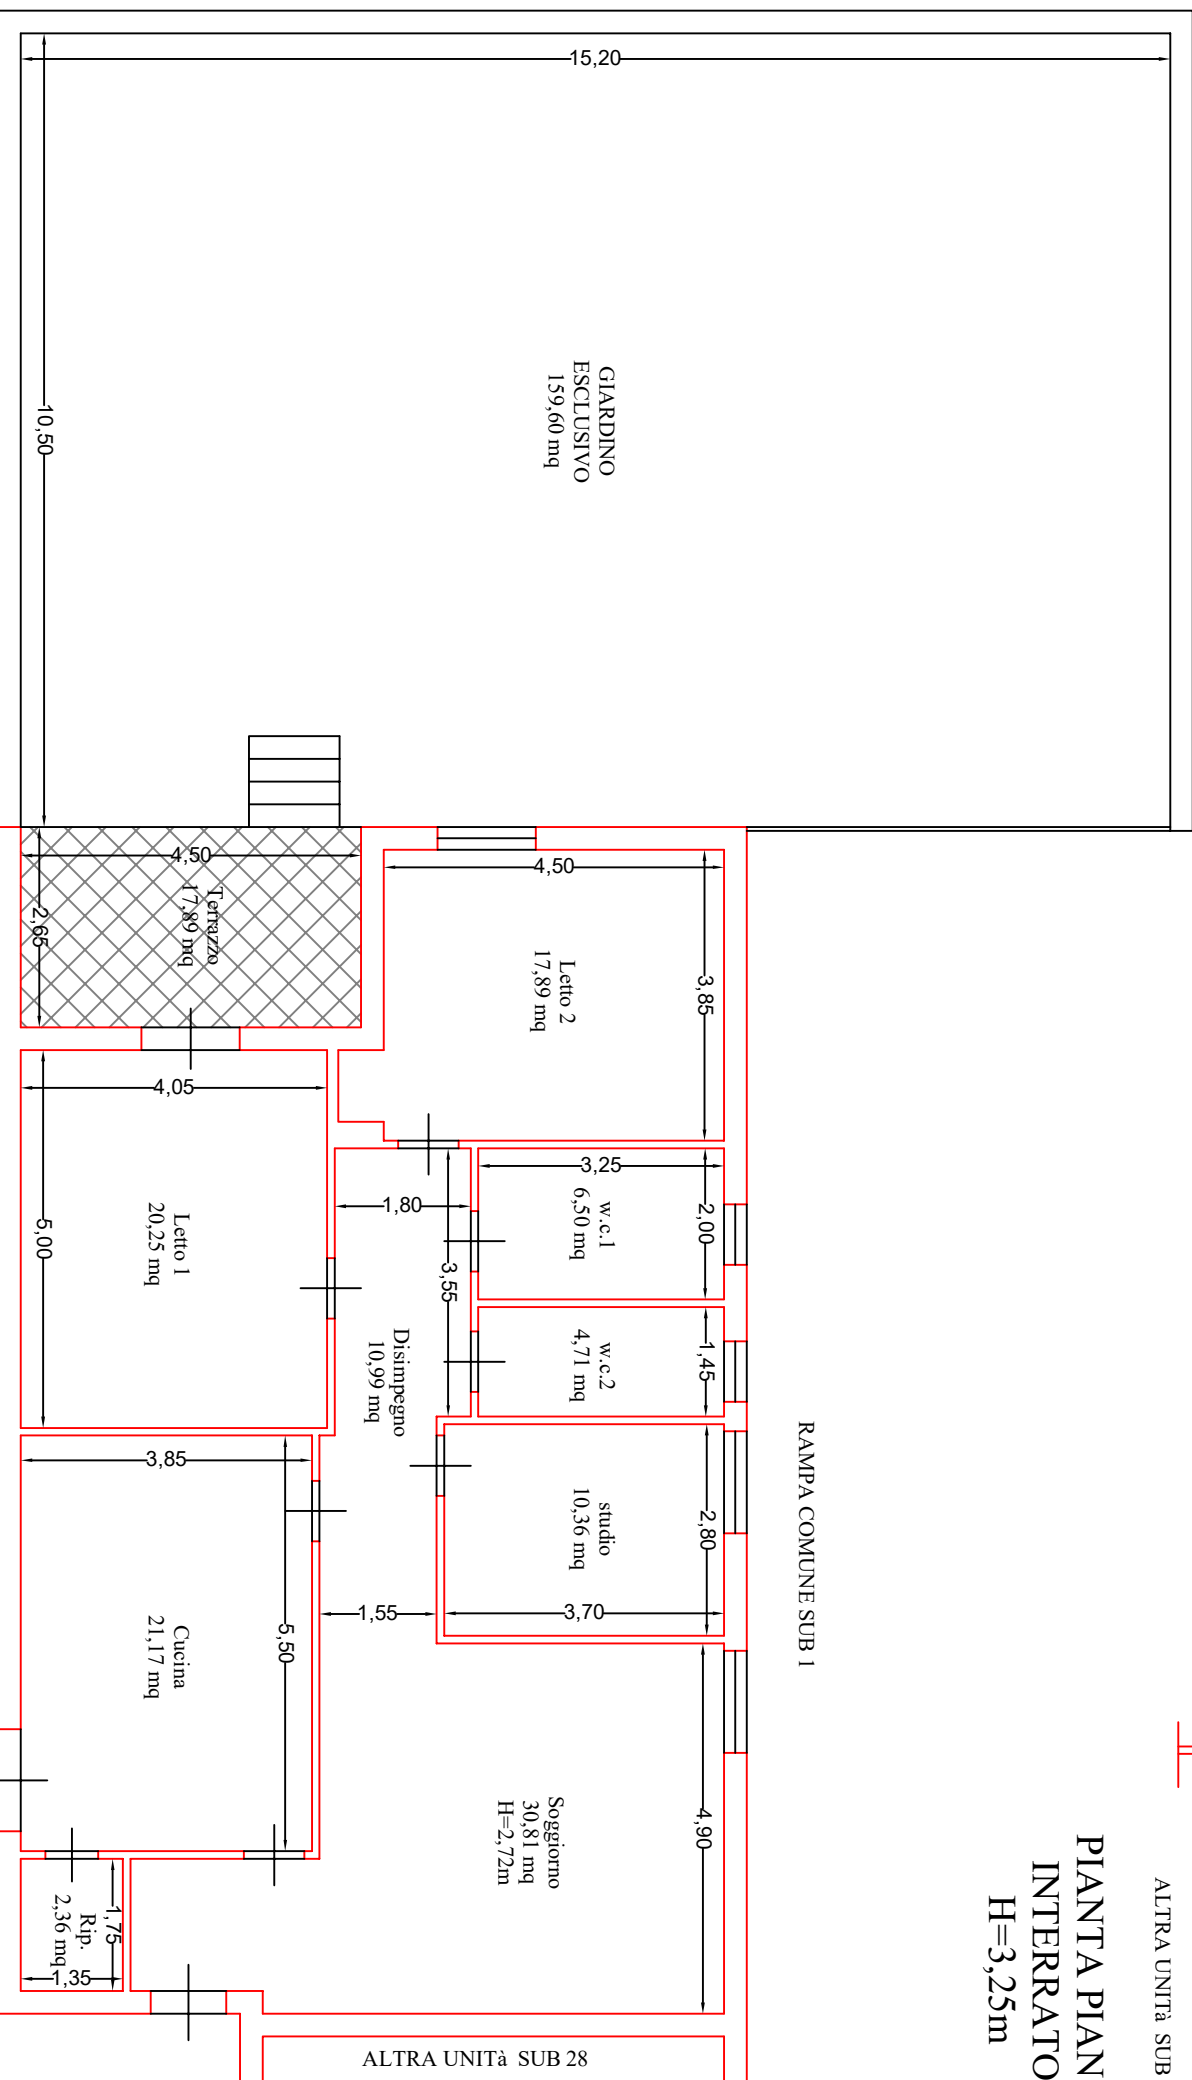 15,20
10,50
GIARDINO
ESCLUSIVO
159,60 mq
4,50
2,65
Terrazzo
17,89 mq
4,50
3,85
Letto 2
17,89 mq
4,05
5,00
Letto 1
20,25 mq
3,25
2,00
w.c.1
6,50 mq
1,80
3,55
Disimpegno
10,99 mq
1,45
w.c.2
4,71 mq
2,80
3,70
studio
10,36 mq
1,55
3,85
5,50
Cucina
21,17 mq
4,90
Soggiorno
30,81 mq
H=2,72m
1,75
1,35
Rip.
2,36 mq
RAMPA COMUNE SUB 1
ALTRA UNITà SUB 28
ALTRA UNITà SUB
PIANTA PIAN
INTERRATO
H=3,25m